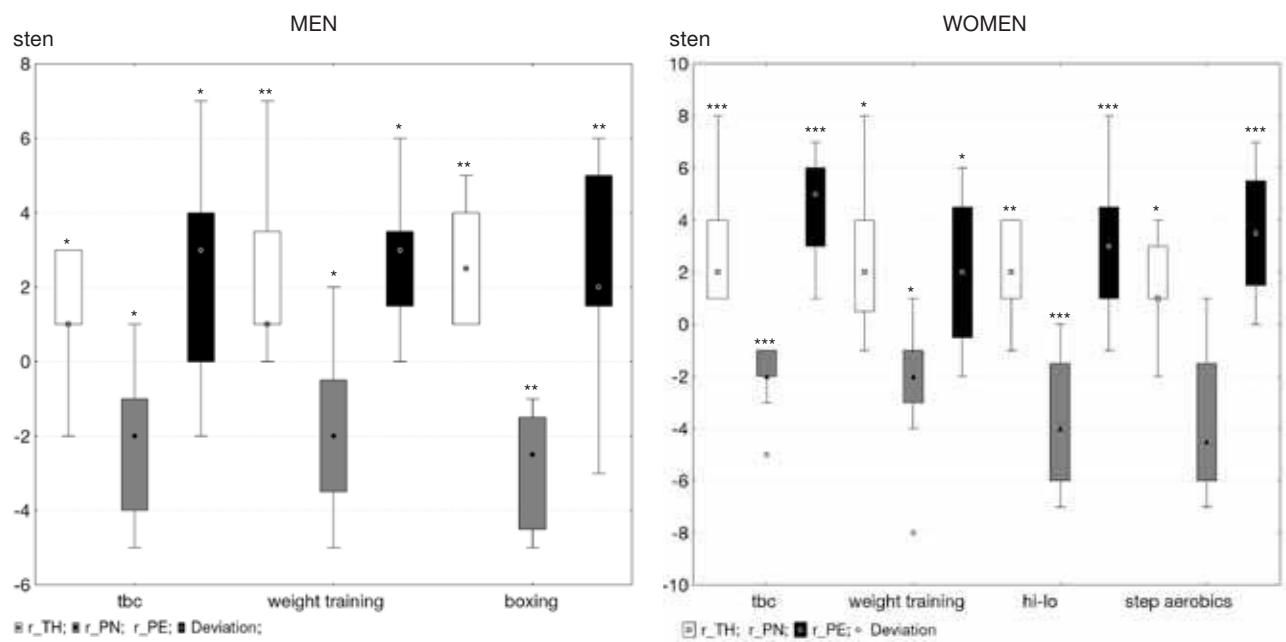 MEN
sten
8
6
4
2
0
-2
-4
-6
* * ** * ** **
* * **
tbc weight training boxing
r_TH; r_PN; r_PE; Deviation;
WOMEN
sten
10
8
6
4
2
0
-2
-4
-6
-8
-10
*** *** * * ** *** * ***
*** * ***
tbc weight training hi-lo step aerobics
r_TH; r_PN; r_PE; Deviation